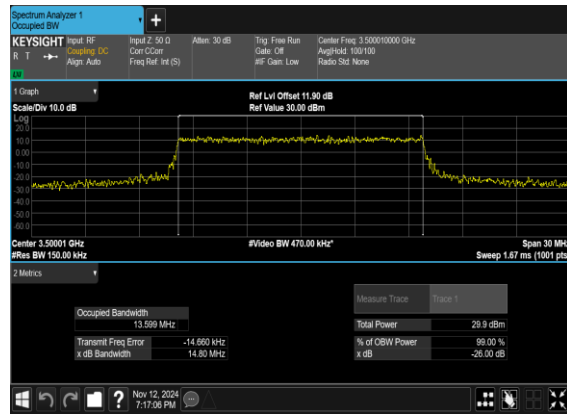 Spectrum Analyzer 1
Occupied BW
+
KEYSIGHT Input: RF Input Z: 50 Ω Atten: 30 dB Trig: Free Run Center Freq: 3.500010000 GHz
R T Coupling: DC Corr CCorr Gate: Off Avg|Hold: 100/100
Align: Auto Freq Ref: Int (S) #IF Gain: Low Radio Std: None
LXI
1 Graph
Ref Lvl Offset 11.90 dB
Scale/Div 10.0 dB Ref Value 30.00 dBm
Log
20.0
10.0
0.00
-10.0
-20.0
-30.0
-40.0
-50.0
-60.0
Center 3.50001 GHz #Video BW 470.00 kHz* Span 30 MHz
#Res BW 150.00 kHz Sweep 1.67 ms (1001 pts
2 Metrics
Measure Trace Trace 1
Occupied Bandwidth
13.599 MHz Total Power 29.9 dBm
Transmit Freq Error -14.660 kHz % of OBW Power 99.00 %
x dB Bandwidth 14.80 MHz x dB -26.00 dB
? Nov 12, 2024
7:17:06 PM